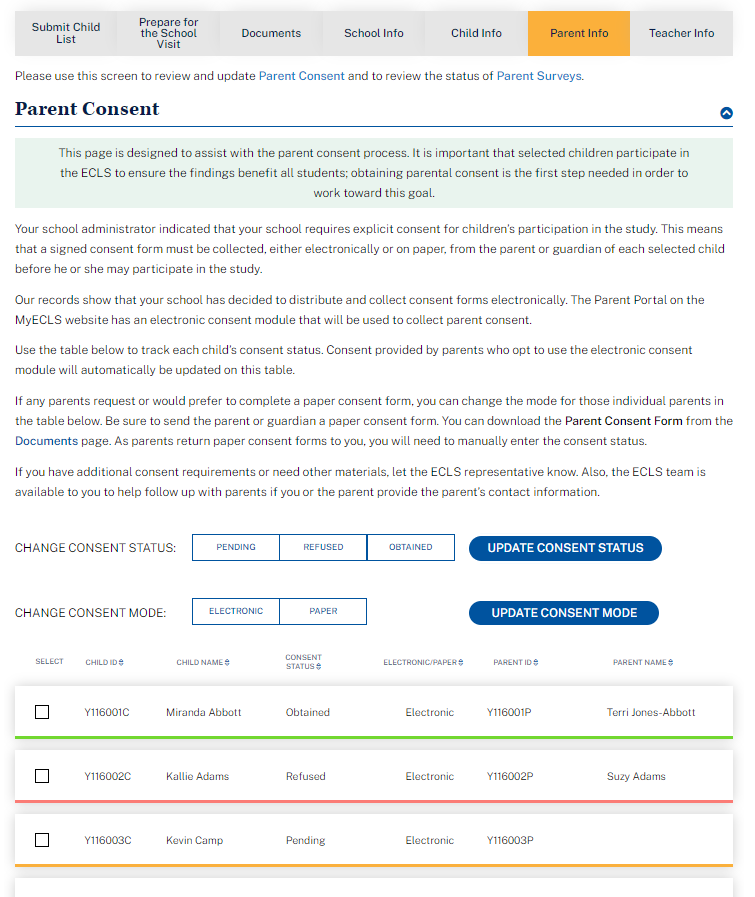 Submit Child
List
Prepare for
the School
Visit
Documents
School Info
Child Info
Parent Info
Teacher Info
Please use this screen to review and update Parent Consent and to review the status of Parent Surveys.
Parent Consent
This page is designed to assist with the parent consent process. It is important that selected children participate in
the ECLS to ensure the findings benefit all students; obtaining parental consent is the first step needed in order to
work toward this goal.
Your school administrator indicated that your school requires explicit consent for children's participation in the study. This means
that a signed consent form must be collected, either electronically or on paper, from the parent or guardian of each selected child
before he or she may participate in the study.
Our records show that your school has decided to distribute and collect consent forms electronically. The Parent Portal on the
MyECLS website has an electronic consent module that will be used to collect parent consent.
Use the table below to track each child's consent status. Consent provided by parents who opt to use the electronic consent
module will automatically be updated on this table.
If any parents request or would prefer to complete a paper consent form, you can change the mode for those individual parents in
the table below. Be sure to send the parent or guardian a paper consent form. You can download the Parent Consent Form from the
Documents page. As parents return paper consent forms to you, you will need to manually enter the consent status.
If you have additional consent requirements or need other materials, let the ECLS representative know. Also, the ECLS team is
available to you to help follow up with parents if you or the parent provide the parent's contact information.
CHANGE CONSENT STATUS: PENDING REFUSED OBTAINED UPDATE CONSENT STATUS
CHANGE CONSENT MODE: ELECTRONIC PAPER UPDATE CONSENT MODE
SELECT CHILD ID CHILD NAME CONSENT
STATUS ELECTRONIC/PAPER PARENT ID PARENT NAME
Y116001C Miranda Abbott Obtained Electronic Y116001P Terri Jones-Abbott
Y116002C Kallie Adams Refused Electronic Y116002P Suzy Adams
Y116003C Kevin Camp Pending Electronic Y116003P